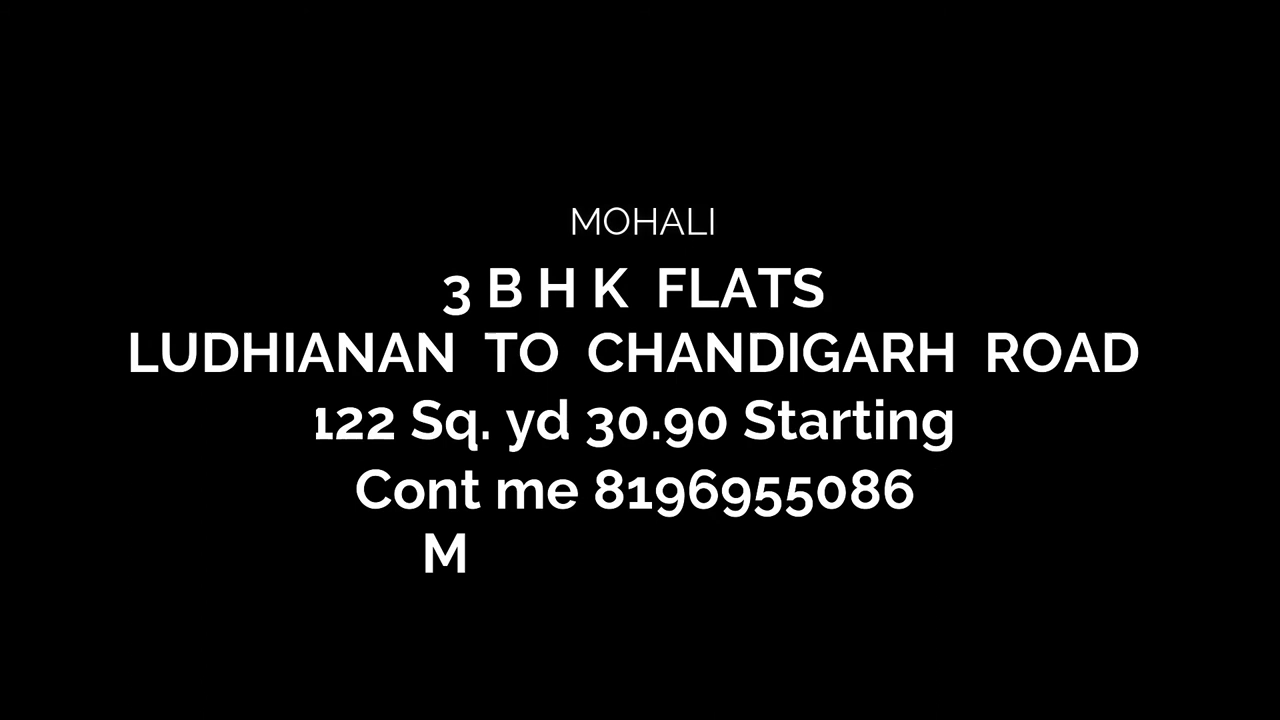 MOHALI
3 B H K FLATS
LUDHIANAN TO CHANDIGARH ROAD
122 Sq. yd 30.90 Starting
Cont me 8196955086
M